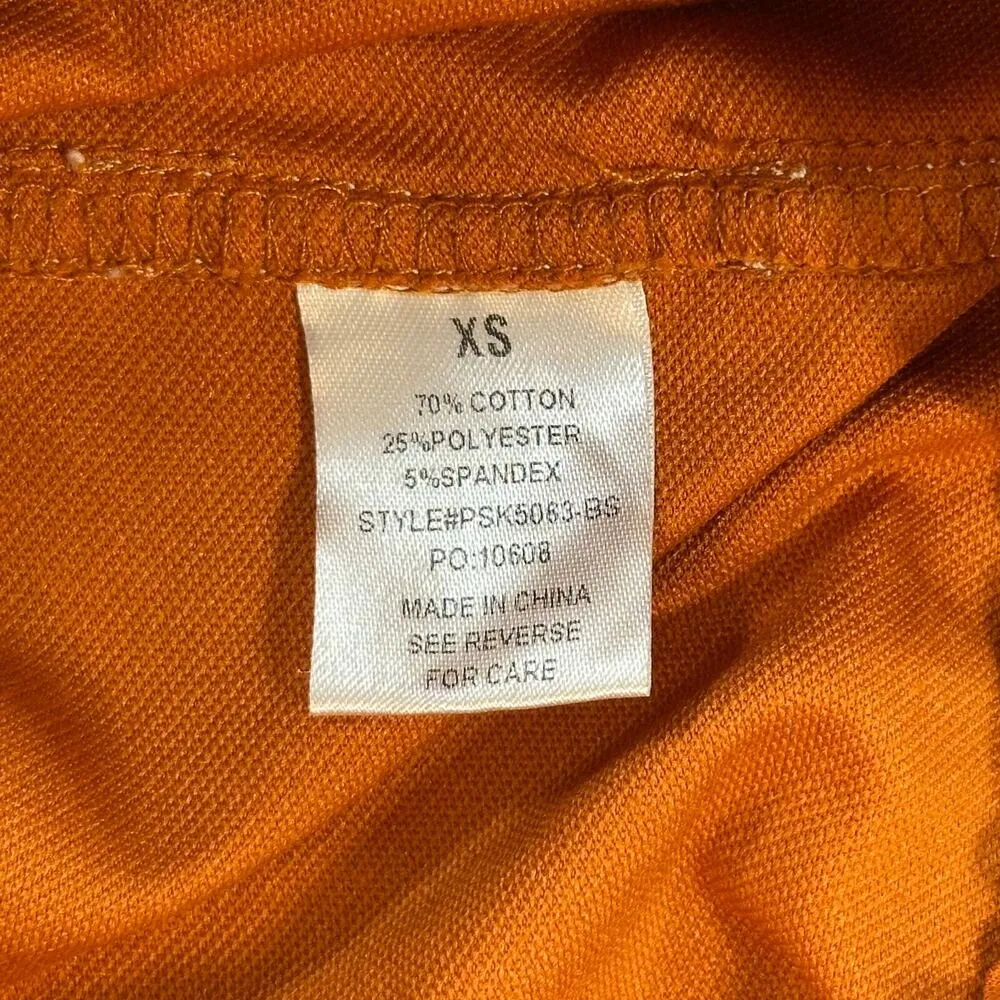 XS
70% COTTON
25%POLYESTER
5%SPANDEX
STYLE#PSK5063-BS
PO:10608
MADE IN CHINA
SEE REVERSE
FOR CARE